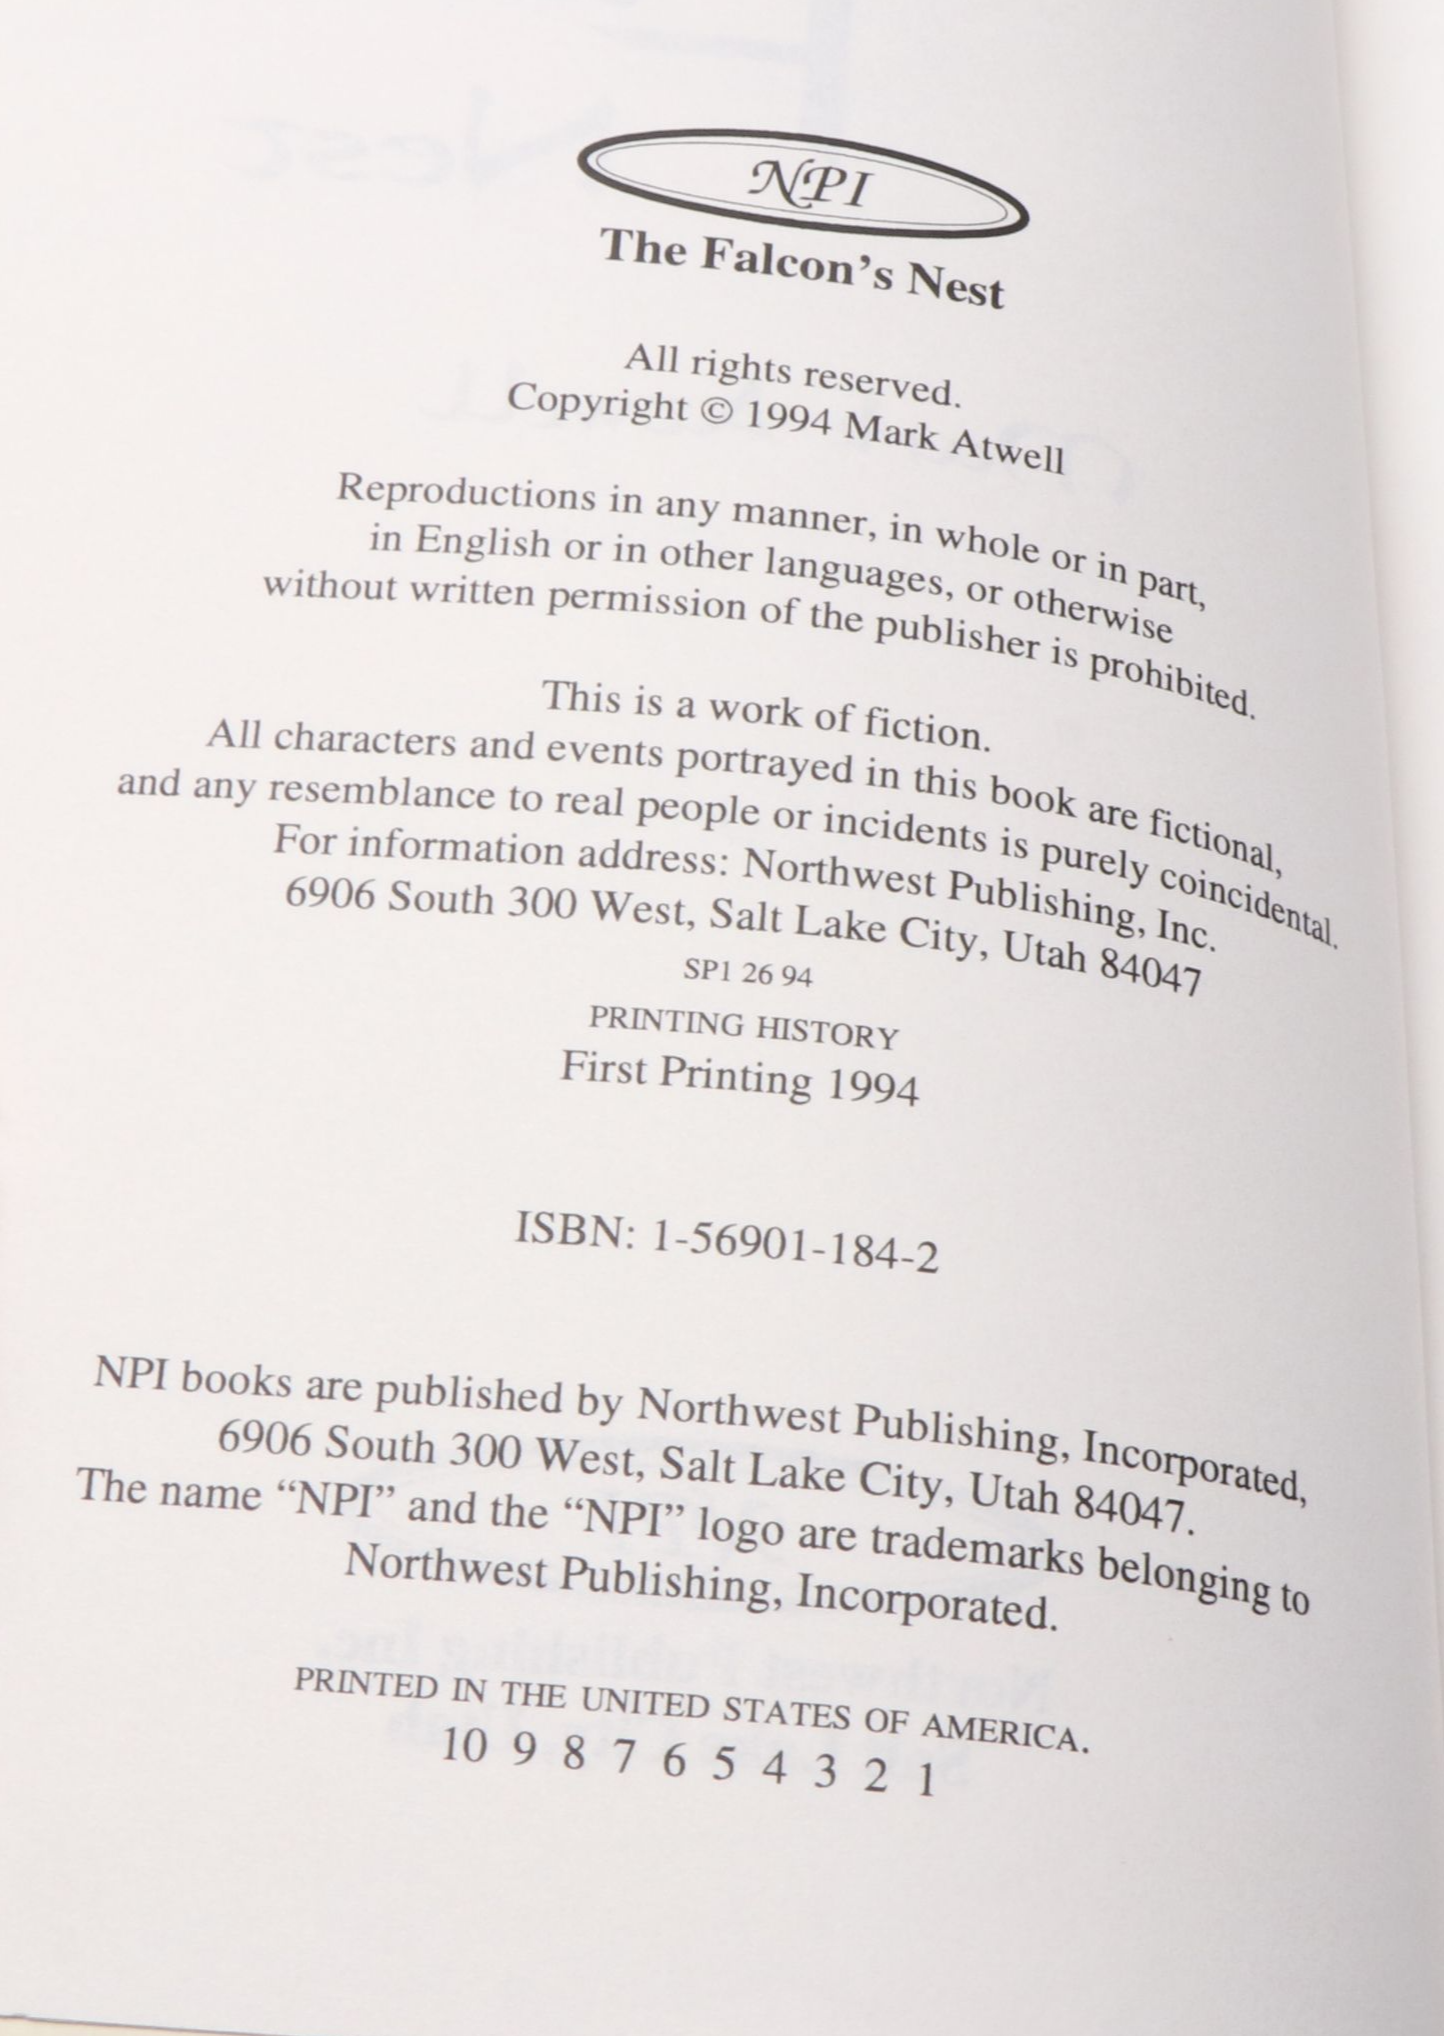 NPI
The Falcon's Nest
All rights reserved.
Copyright © 1994 Mark Atwell
Reproductions in any manner, in whole or in part,
in English or in other languages, or otherwise
without written permission of the publisher is prohibited.
This is a work of fiction.
All characters and events portrayed in this book are fictional,
and any resemblance to real people or incidents is purely coincidental.
For information address: Northwest Publishing, Inc.
6906 South 300 West, Salt Lake City, Utah 84047
SP1 26 94
PRINTING HISTORY
First Printing 1994
ISBN: 1-56901-184-2
NPI books are published by Northwest Publishing, Incorporated,
6906 South 300 West, Salt Lake City, Utah 84047.
The name “NPI” and the “NPI” logo are trademarks belonging to
Northwest Publishing, Incorporated.
PRINTED IN THE UNITED STATES OF AMERICA.
10 9 8 7 6 5 4 3 2 1